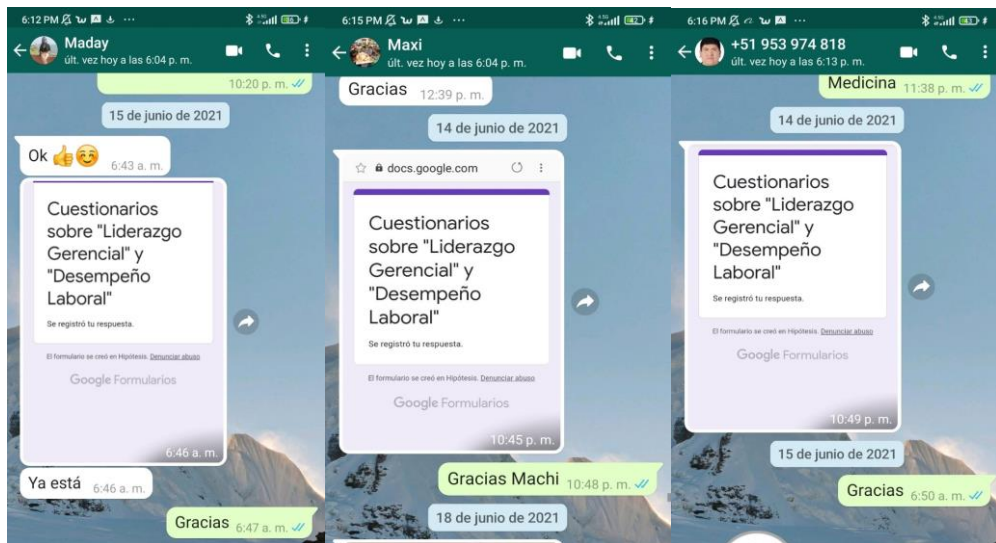 6:12 PM
Maday
últ. vez hoy a las 6:04 p. m.
10:20 p. m.
15 de junio de 2021
Ok 👍😊 6:43 a. m.
Cuestionarios
sobre "Liderazgo
Gerencial" y
"Desempeño
Laboral"
Se registró tu respuesta.
El formulario se creó en Hipótesis. Denunciar abuso
Google Formularios
6:46 a. m.
Ya está 6:46 a. m.
Gracias 6:47 a. m.
6:15 PM
Maxi
últ. vez hoy a las 6:04 p. m.
Gracias 12:39 p. m.
14 de junio de 2021
docs.google.com
Cuestionarios
sobre "Liderazgo
Gerencial" y
"Desempeño
Laboral"
Se registró tu respuesta.
El formulario se creó en Hipótesis. Denunciar abuso
Google Formularios
10:45 p. m.
Gracias Machi 10:48 p. m.
18 de junio de 2021
6:16 PM
+51 953 974 818
últ. vez hoy a las 6:13 p. m.
Medicina 11:38 p. m.
14 de junio de 2021
Cuestionarios
sobre "Liderazgo
Gerencial" y
"Desempeño
Laboral"
Se registró tu respuesta.
El formulario se creó en Hipótesis. Denunciar abuso
Google Formularios
10:49 p. m.
15 de junio de 2021
Gracias 6:50 a. m.